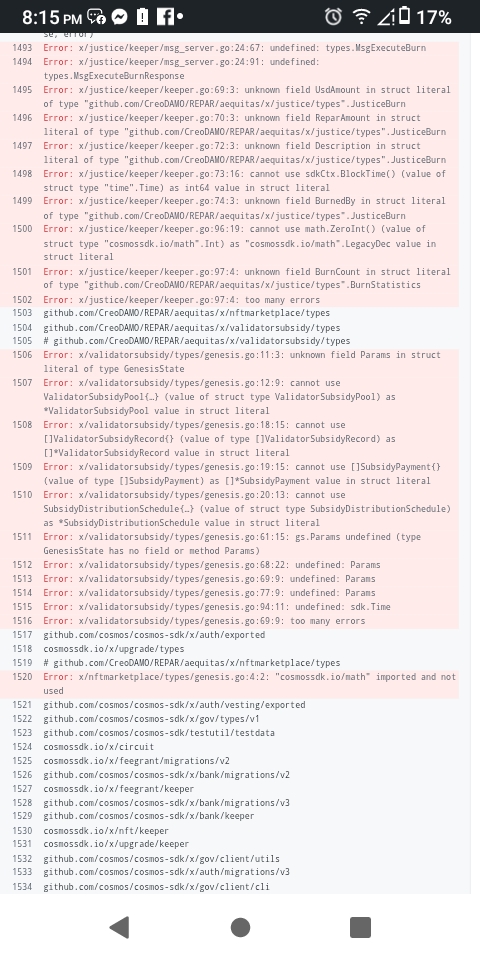 8:15 PM 17%
se, error)
1493 Error: x/justice/keeper/msg_server.go:24:67: undefined: types.MsgExecuteBurn
1494 Error: x/justice/keeper/msg_server.go:24:91: undefined:
types.MsgExecuteBurnResponse
1495 Error: x/justice/keeper/keeper.go:69:3: unknown field UsdAmount in struct literal
of type "github.com/CreoDAMO/REPAR/aequitas/x/justice/types".JusticeBurn
1496 Error: x/justice/keeper/keeper.go:70:3: unknown field ReparAmount in struct
literal of type "github.com/CreoDAMO/REPAR/aequitas/x/justice/types".JusticeBurn
1497 Error: x/justice/keeper/keeper.go:72:3: unknown field Description in struct
literal of type "github.com/CreoDAMO/REPAR/aequitas/x/justice/types".JusticeBurn
1498 Error: x/justice/keeper/keeper.go:73:16: cannot use sdkCtx.BlockTime() (value of
struct type "time".Time) as int64 value in struct literal
1499 Error: x/justice/keeper/keeper.go:74:3: unknown field BurnedBy in struct literal
of type "github.com/CreoDAMO/REPAR/aequitas/x/justice/types".JusticeBurn
1500 Error: x/justice/keeper/keeper.go:96:19: cannot use math.ZeroInt() (value of
struct type "cosmossdk.io/math".Int) as "cosmossdk.io/math".LegacyDec value in
struct literal
1501 Error: x/justice/keeper/keeper.go:97:4: unknown field BurnCount in struct literal
of type "github.com/CreoDAMO/REPAR/aequitas/x/justice/types".BurnStatistics
1502 Error: x/justice/keeper/keeper.go:97:4: too many errors
1503 github.com/CreoDAMO/REPAR/aequitas/x/nftmarketplace/types
1504 github.com/CreoDAMO/REPAR/aequitas/x/validatorsubsidy/types
1505 # github.com/CreoDAMO/REPAR/aequitas/x/validatorsubsidy/types
1506 Error: x/validatorsubsidy/types/genesis.go:11:3: unknown field Params in struct
literal of type GenesisState
1507 Error: x/validatorsubsidy/types/genesis.go:12:9: cannot use
ValidatorSubsidyPool{…} (value of struct type ValidatorSubsidyPool) as
*ValidatorSubsidyPool value in struct literal
1508 Error: x/validatorsubsidy/types/genesis.go:18:15: cannot use
[]ValidatorSubsidyRecord{} (value of type []ValidatorSubsidyRecord) as
[]*ValidatorSubsidyRecord value in struct literal
1509 Error: x/validatorsubsidy/types/genesis.go:19:15: cannot use []SubsidyPayment{}
(value of type []SubsidyPayment) as []*SubsidyPayment value in struct literal
1510 Error: x/validatorsubsidy/types/genesis.go:20:13: cannot use
SubsidyDistributionSchedule{…} (value of struct type SubsidyDistributionSchedule)
as *SubsidyDistributionSchedule value in struct literal
1511 Error: x/validatorsubsidy/types/genesis.go:61:15: gs.Params undefined (type
GenesisState has no field or method Params)
1512 Error: x/validatorsubsidy/types/genesis.go:68:22: undefined: Params
1513 Error: x/validatorsubsidy/types/genesis.go:69:9: undefined: Params
1514 Error: x/validatorsubsidy/types/genesis.go:77:9: undefined: Params
1515 Error: x/validatorsubsidy/types/genesis.go:94:11: undefined: sdk.Time
1516 Error: x/validatorsubsidy/types/genesis.go:69:9: too many errors
1517 github.com/cosmos/cosmos-sdk/x/auth/exported
1518 cosmossdk.io/x/upgrade/types
1519 # github.com/CreoDAMO/REPAR/aequitas/x/nftmarketplace/types
1520 Error: x/nftmarketplace/types/genesis.go:4:2: "cosmossdk.io/math" imported and not
used
1521 github.com/cosmos/cosmos-sdk/x/auth/vesting/exported
1522 github.com/cosmos/cosmos-sdk/x/gov/types/v1
1523 github.com/cosmos/cosmos-sdk/testutil/testdata
1524 cosmossdk.io/x/circuit
1525 cosmossdk.io/x/feegrant/migrations/v2
1526 github.com/cosmos/cosmos-sdk/x/bank/migrations/v2
1527 cosmossdk.io/x/feegrant/keeper
1528 github.com/cosmos/cosmos-sdk/x/bank/migrations/v3
1529 github.com/cosmos/cosmos-sdk/x/bank/keeper
1530 cosmossdk.io/x/nft/keeper
1531 cosmossdk.io/x/upgrade/keeper
1532 github.com/cosmos/cosmos-sdk/x/gov/client/utils
1533 github.com/cosmos/cosmos-sdk/x/auth/migrations/v3
1534 github.com/cosmos/cosmos-sdk/x/gov/client/cli